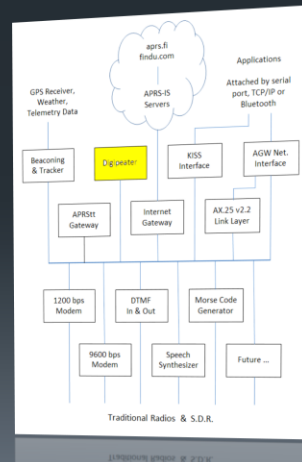 aprs.fi
findu.com
APRS-IS
Servers
Applications
Attached by serial
port, TCP/IP or
Bluetooth
GPS Receiver,
Weather,
Telemetry Data
Beaconing
& Tracker
Digipeater
KISS
Interface
AGW Net.
Interface
APRStt
Gateway
Internet
Gateway
AX.25 v2.2
Link Layer
1200 bps
Modem
DTMF
In & Out
Morse Code
Generator
9600 bps
Modem
Speech
Synthesizer
Future ...
Traditional Radios & S.D.R.